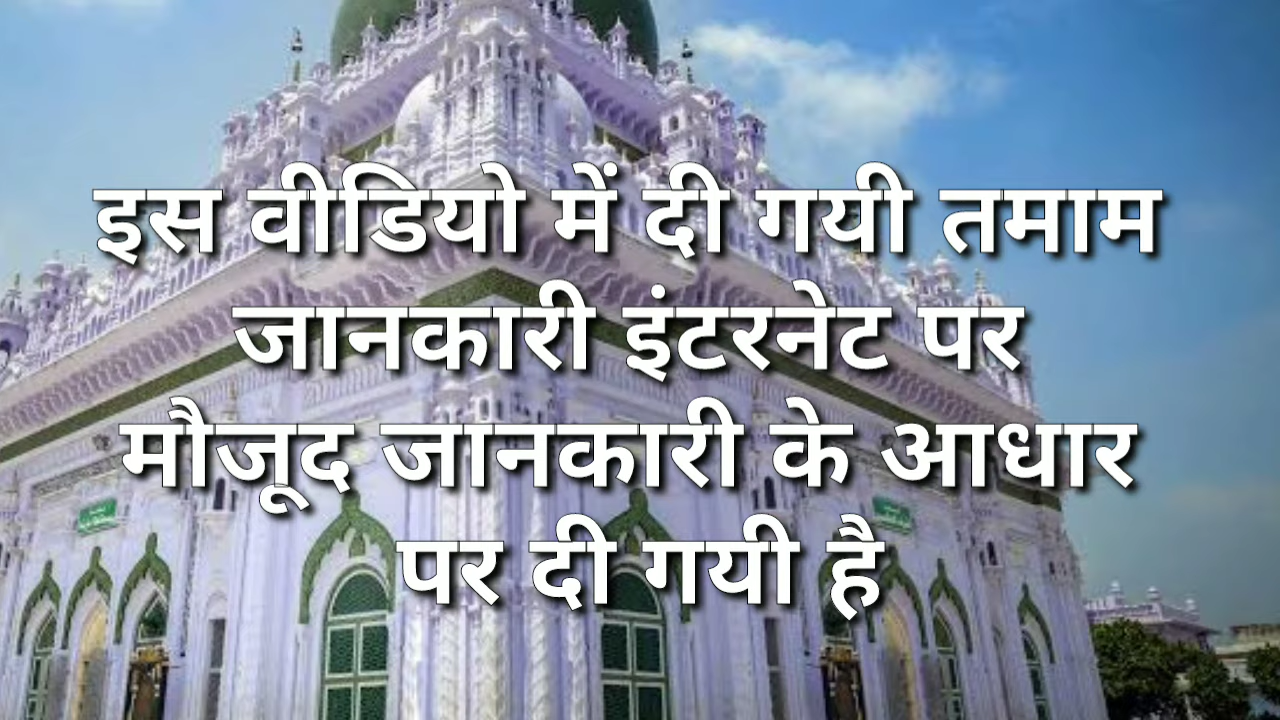 इस वीडियो में दी गयी तमाम
जानकारी इंटरनेट पर
मौजूद जानकारी के आधार
पर दी गयी है